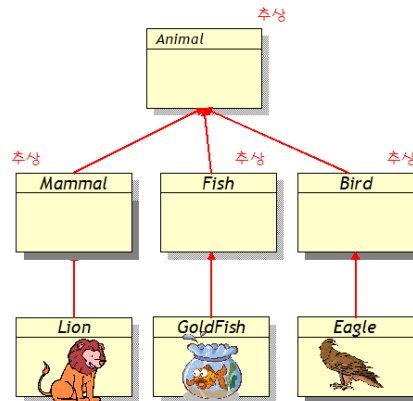 추상
Animal
추상
추상
추상
Mammal
Fish
Bird
Lion
GoldFish
Eagle